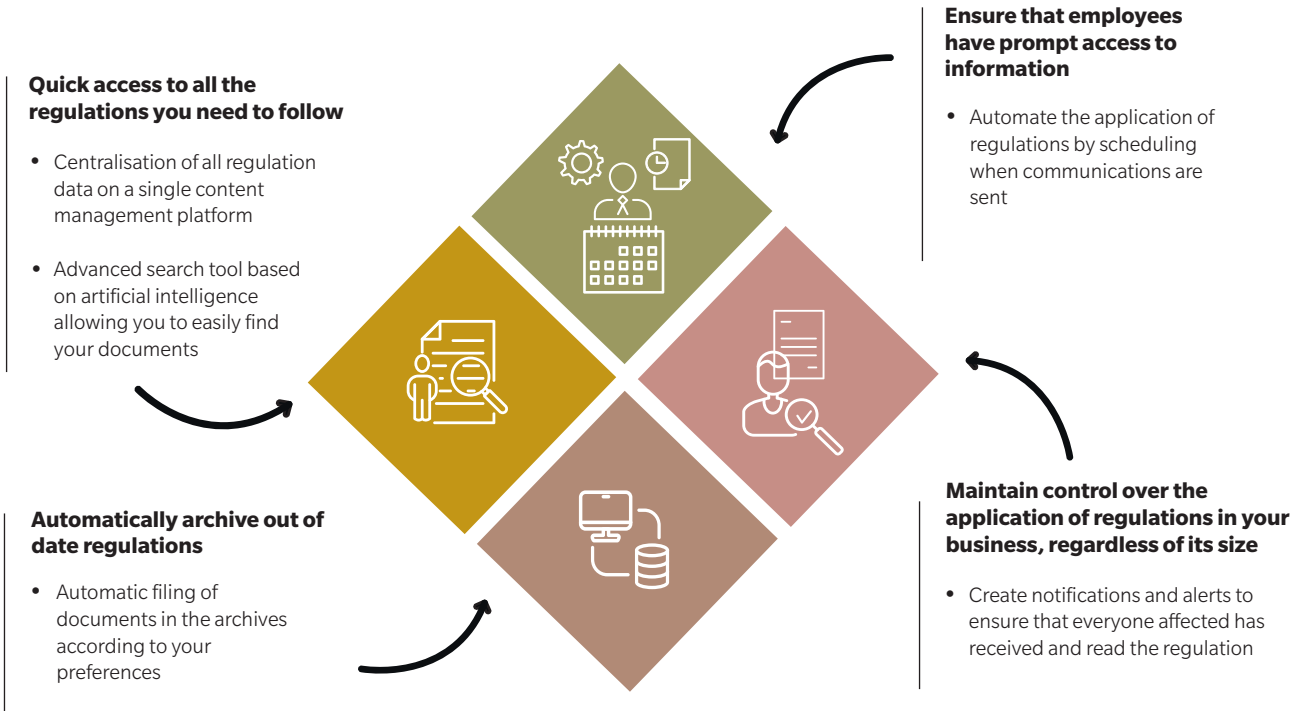 Quick access to all the
regulations you need to follow
• Centralisation of all regulation
data on a single content
management platform
• Advanced search tool based
on artificial intelligence
allowing you to easily find
your documents
Ensure that employees
have prompt access to
information
• Automate the application of
regulations by scheduling
when communications are
sent
Automatically archive out of
date regulations
• Automatic filing of
documents in the archives
according to your
preferences
Maintain control over the
application of regulations in your
business, regardless of its size
• Create notifications and alerts to
ensure that everyone affected has
received and read the regulation